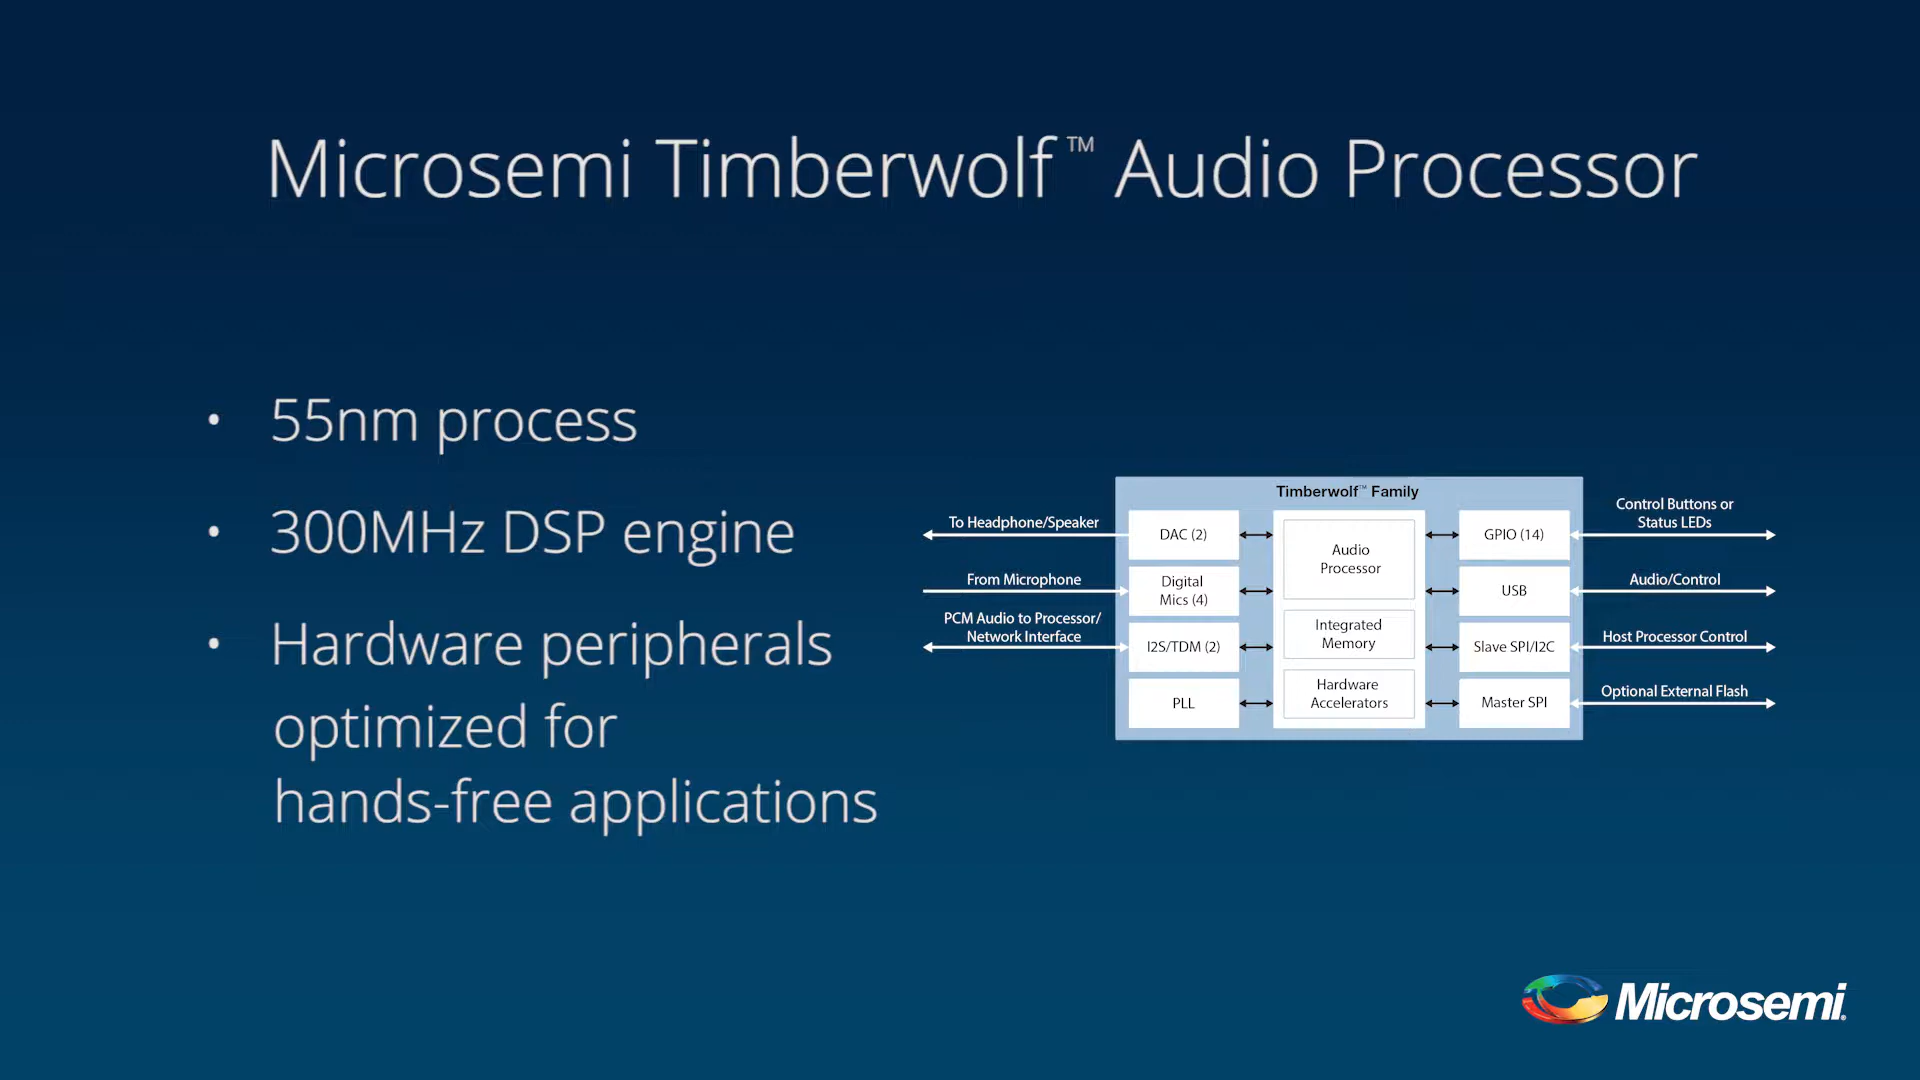 Microsemi Timberwolf™ Audio Processor
• 55nm process
• 300MHz DSP engine
• Hardware peripherals
optimized for
hands-free applications
Timberwolf™ Family
To Headphone/Speaker
From Microphone
PCM Audio to Processor/
Network Interface
DAC (2)
Digital
Mics (4)
I2S/TDM (2)
PLL
Audio
Processor
Integrated
Memory
Hardware
Accelerators
GPIO (14)
USB
Slave SPI/I2C
Master SPI
Control Buttons or
Status LEDs
Audio/Control
Host Processor Control
Optional External Flash
Microsemi.